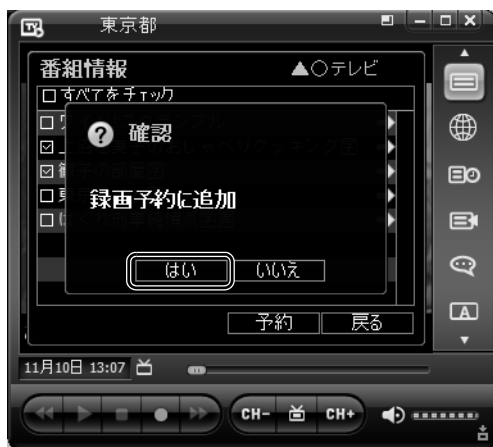 TV
東京都
番組情報
▲○テレビ
すべてをチェック
確認
録画予約に追加
はい
いいえ
予約
戻る
11月10日 13:07
CH-
CH+
A